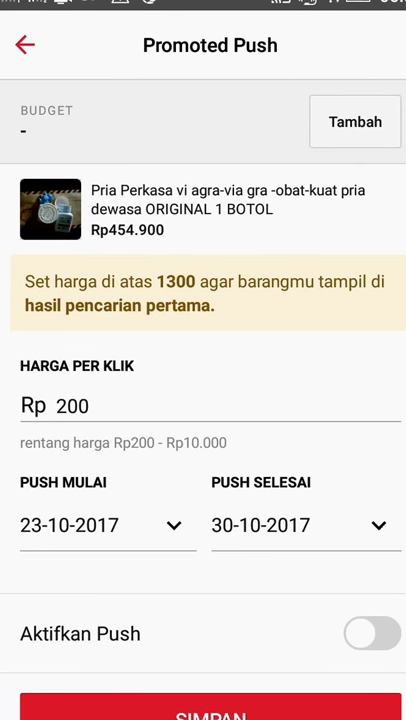 Promoted Push
BUDGET
-
Tambah
Pria Perkasa vi agra-via gra -obat-kuat pria
dewasa ORIGINAL 1 BOTOL
Rp454.900
Set harga di atas 1300 agar barangmu tampil di
hasil pencarian pertama.
HARGA PER KLIK
Rp 200
rentang harga Rp200 - Rp10.000
PUSH MULAI
PUSH SELESAI
23-10-2017
30-10-2017
Aktifkan Push
SIMPAN